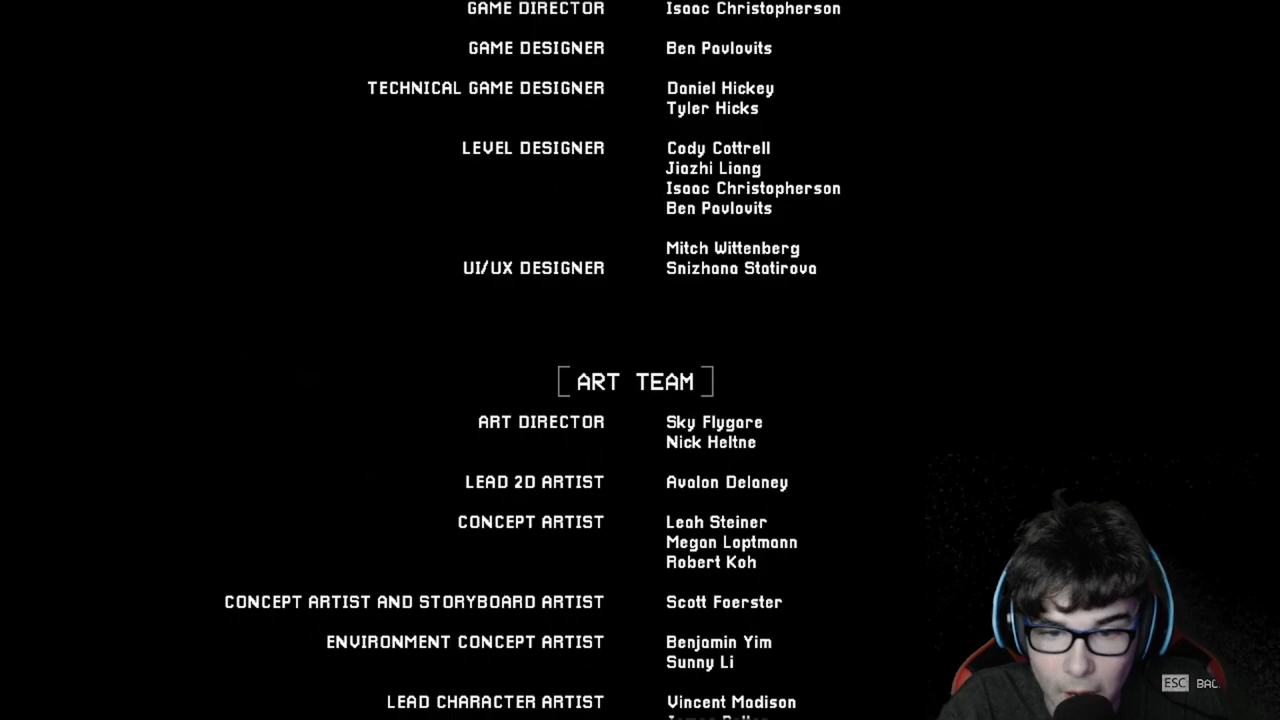 GAME DIRECTOR Isaac Christopherson
GAME DESIGNER Ben Pavlovits
TECHNICAL GAME DESIGNER Daniel Hickey
Tyler Hicks
LEVEL DESIGNER Cody Cottrell
Jiazhi Liang
Isaac Christopherson
Ben Pavlovits
Mitch Wittenberg
UI/UX DESIGNER Snizhana Statirova
[ ART TEAM ]
ART DIRECTOR Sky Flygare
Nick Heltne
LEAD 2D ARTIST Avalon Delaney
CONCEPT ARTIST Leah Steiner
Megan Laptmann
Robert Koh
CONCEPT ARTIST AND STORYBOARD ARTIST Scott Foerster
ENVIRONMENT CONCEPT ARTIST Benjamin Yim
Sunny Li
ESC
LEAD CHARACTER ARTIST Vincent Madison